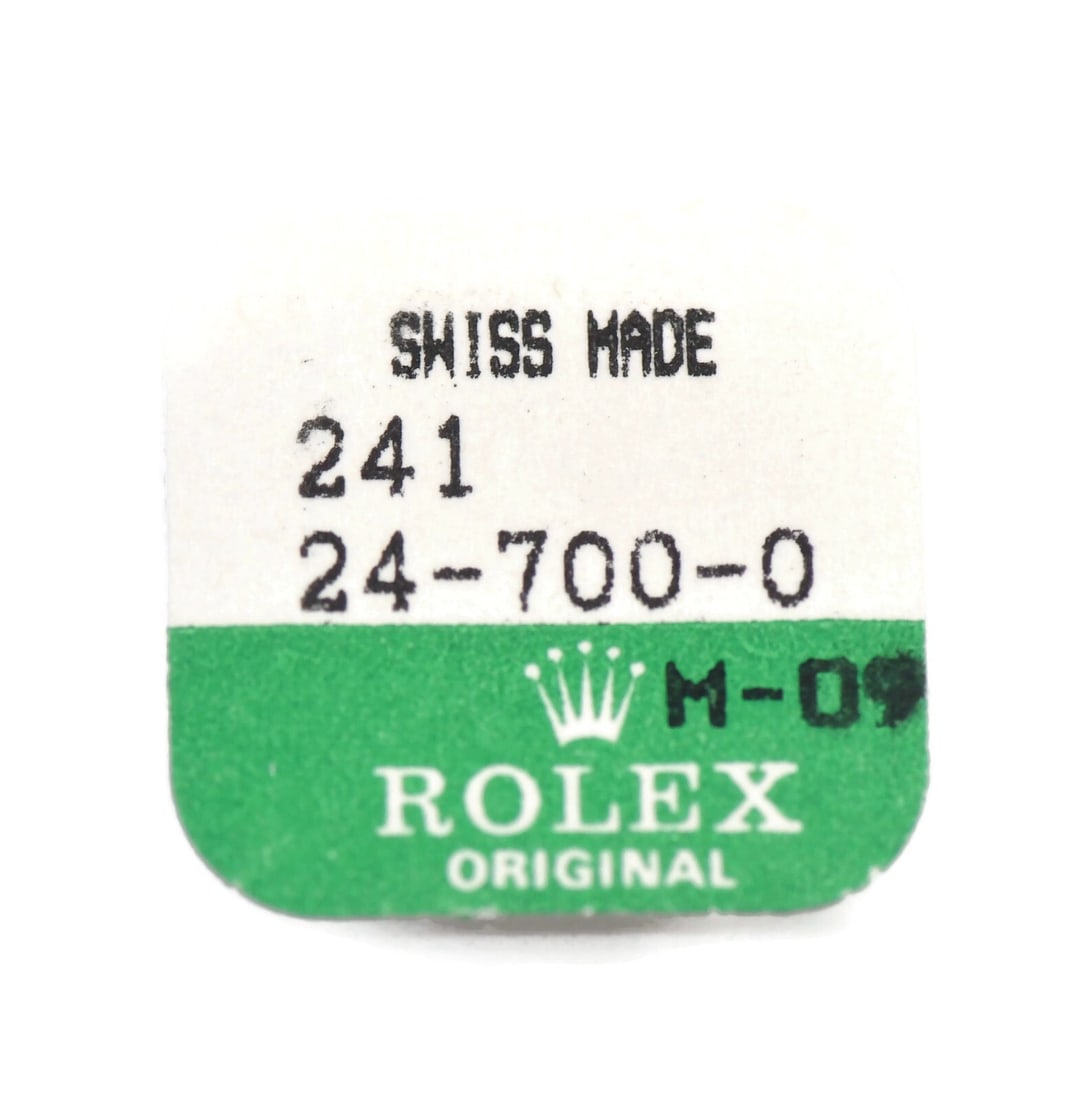 SWISS MADE
241
24-700-0
M-09
ROLEX
ORIGINAL